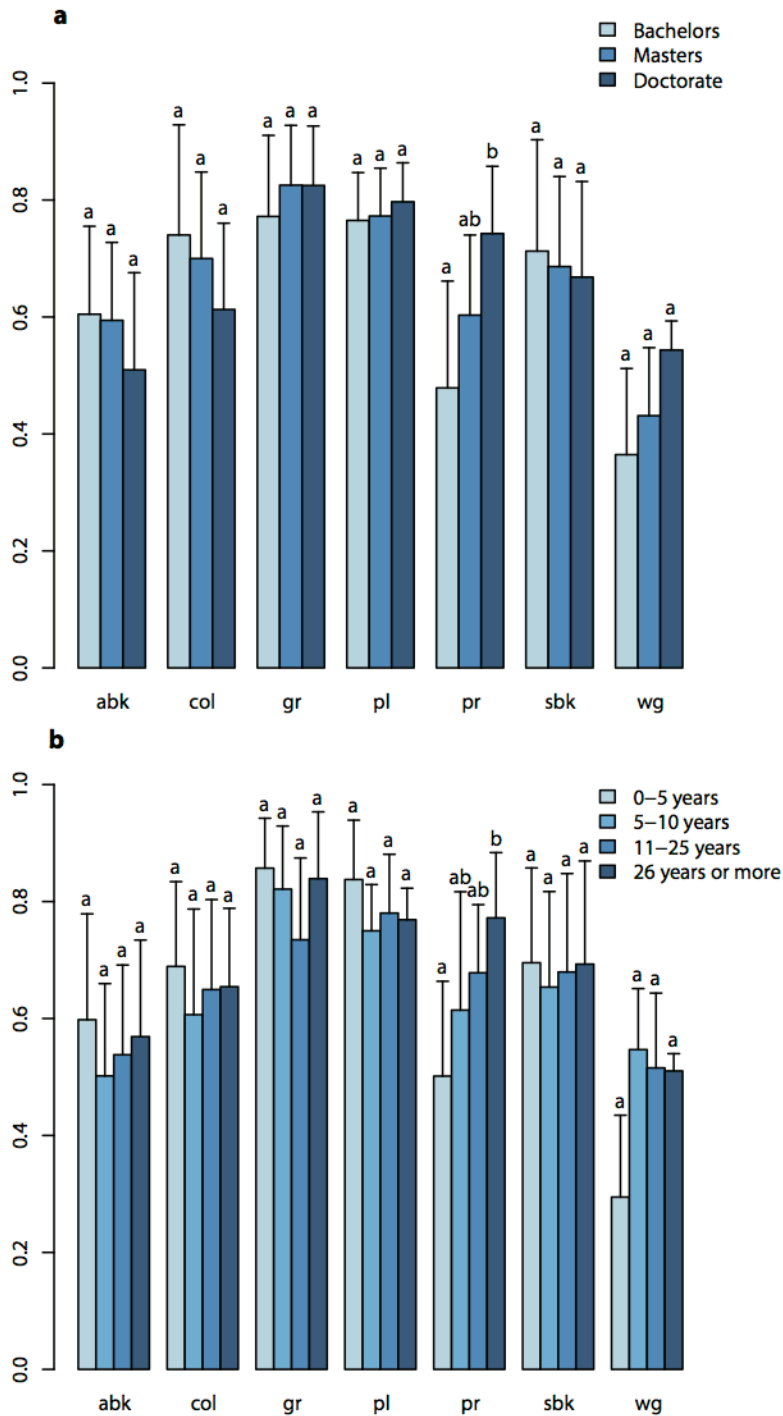 a
Bachelors
Masters
Doctorate
1.0
0.8
0.6
0.4
0.2
0.0
a a a
a a a
a a a
a a a
a ab b
a a a
a a a
abk col gr pl pr sbk wg
b
0–5 years
5–10 years
11–25 years
26 years or more
1.0
0.8
0.6
0.4
0.2
0.0
a a a a
a a a a
a a a a
a a a a
a ab ab b
a a a a
a a a a
abk col gr pl pr sbk wg